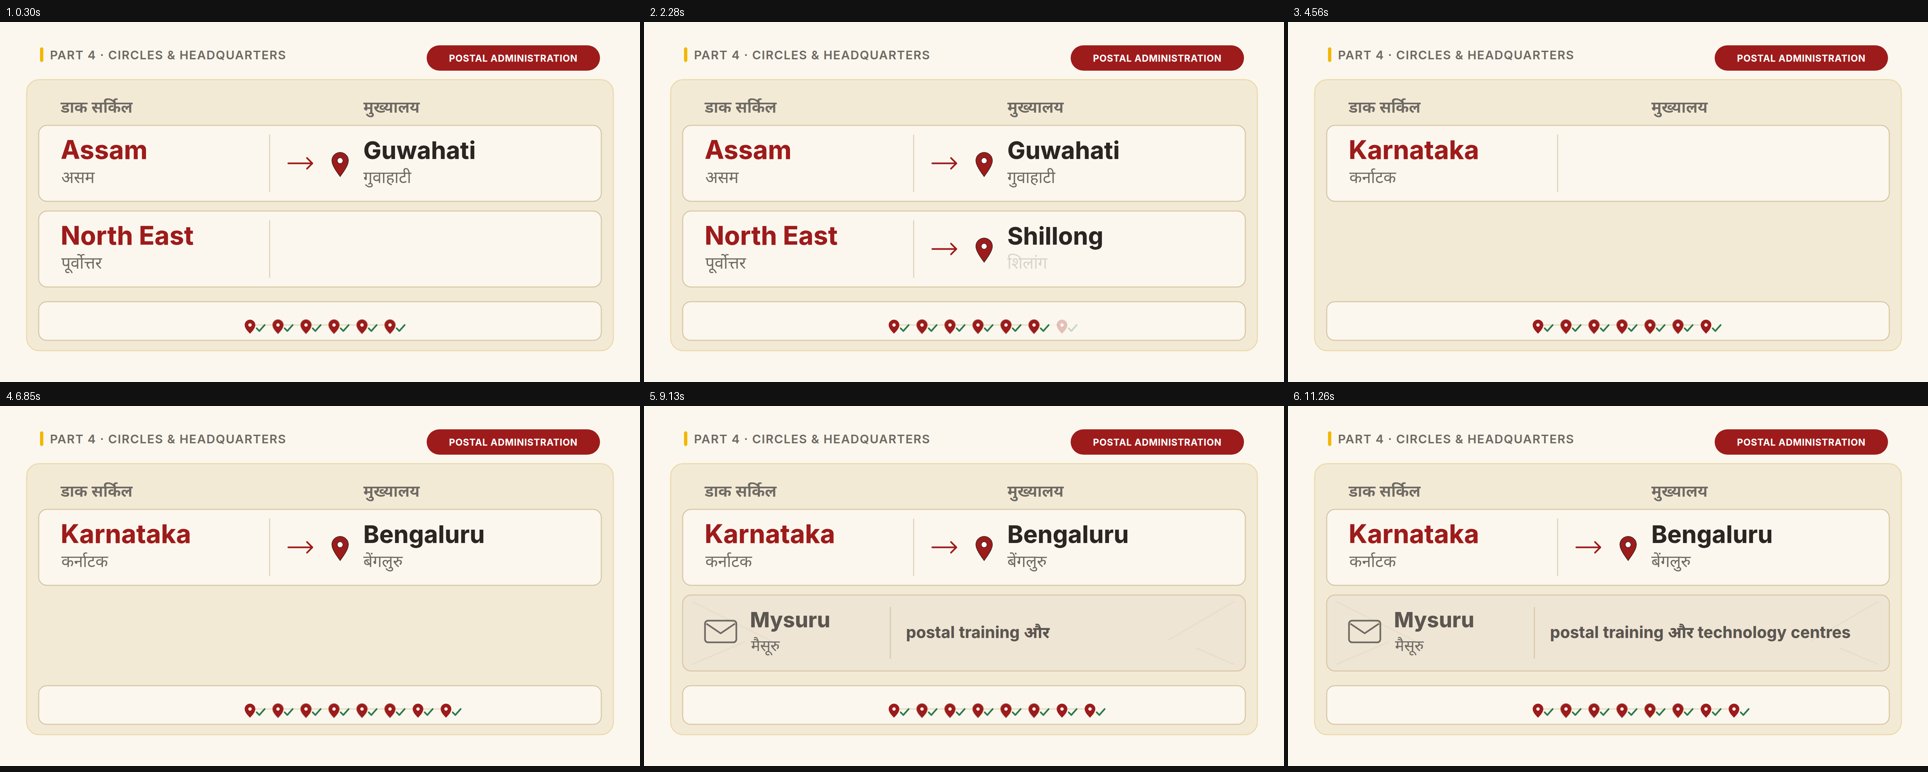 1. 0.30s
PART 4 · CIRCLES & HEADQUARTERS
POSTAL ADMINISTRATION
डाक सर्किल
मुख्यालय
Assam
असम
Guwahati
गुवाहाटी
North East
पूर्वोत्तर
2. 2.28s
PART 4 · CIRCLES & HEADQUARTERS
POSTAL ADMINISTRATION
डाक सर्किल
मुख्यालय
Assam
असम
Guwahati
गुवाहाटी
North East
पूर्वोत्तर
Shillong
शिलांग
3. 4.56s
PART 4 · CIRCLES & HEADQUARTERS
POSTAL ADMINISTRATION
डाक सर्किल
मुख्यालय
Karnataka
कर्नाटक
4. 6.85s
PART 4 · CIRCLES & HEADQUARTERS
POSTAL ADMINISTRATION
डाक सर्किल
मुख्यालय
Karnataka
कर्नाटक
Bengaluru
बेंगलुरु
5. 9.13s
PART 4 · CIRCLES & HEADQUARTERS
POSTAL ADMINISTRATION
डाक सर्किल
मुख्यालय
Karnataka
कर्नाटक
Bengaluru
बेंगलुरु
Mysuru
मैसूरु
postal training और
6. 11.26s
PART 4 · CIRCLES & HEADQUARTERS
POSTAL ADMINISTRATION
डाक सर्किल
मुख्यालय
Karnataka
कर्नाटक
Bengaluru
बेंगलुरु
Mysuru
मैसूरु
postal training और technology centres